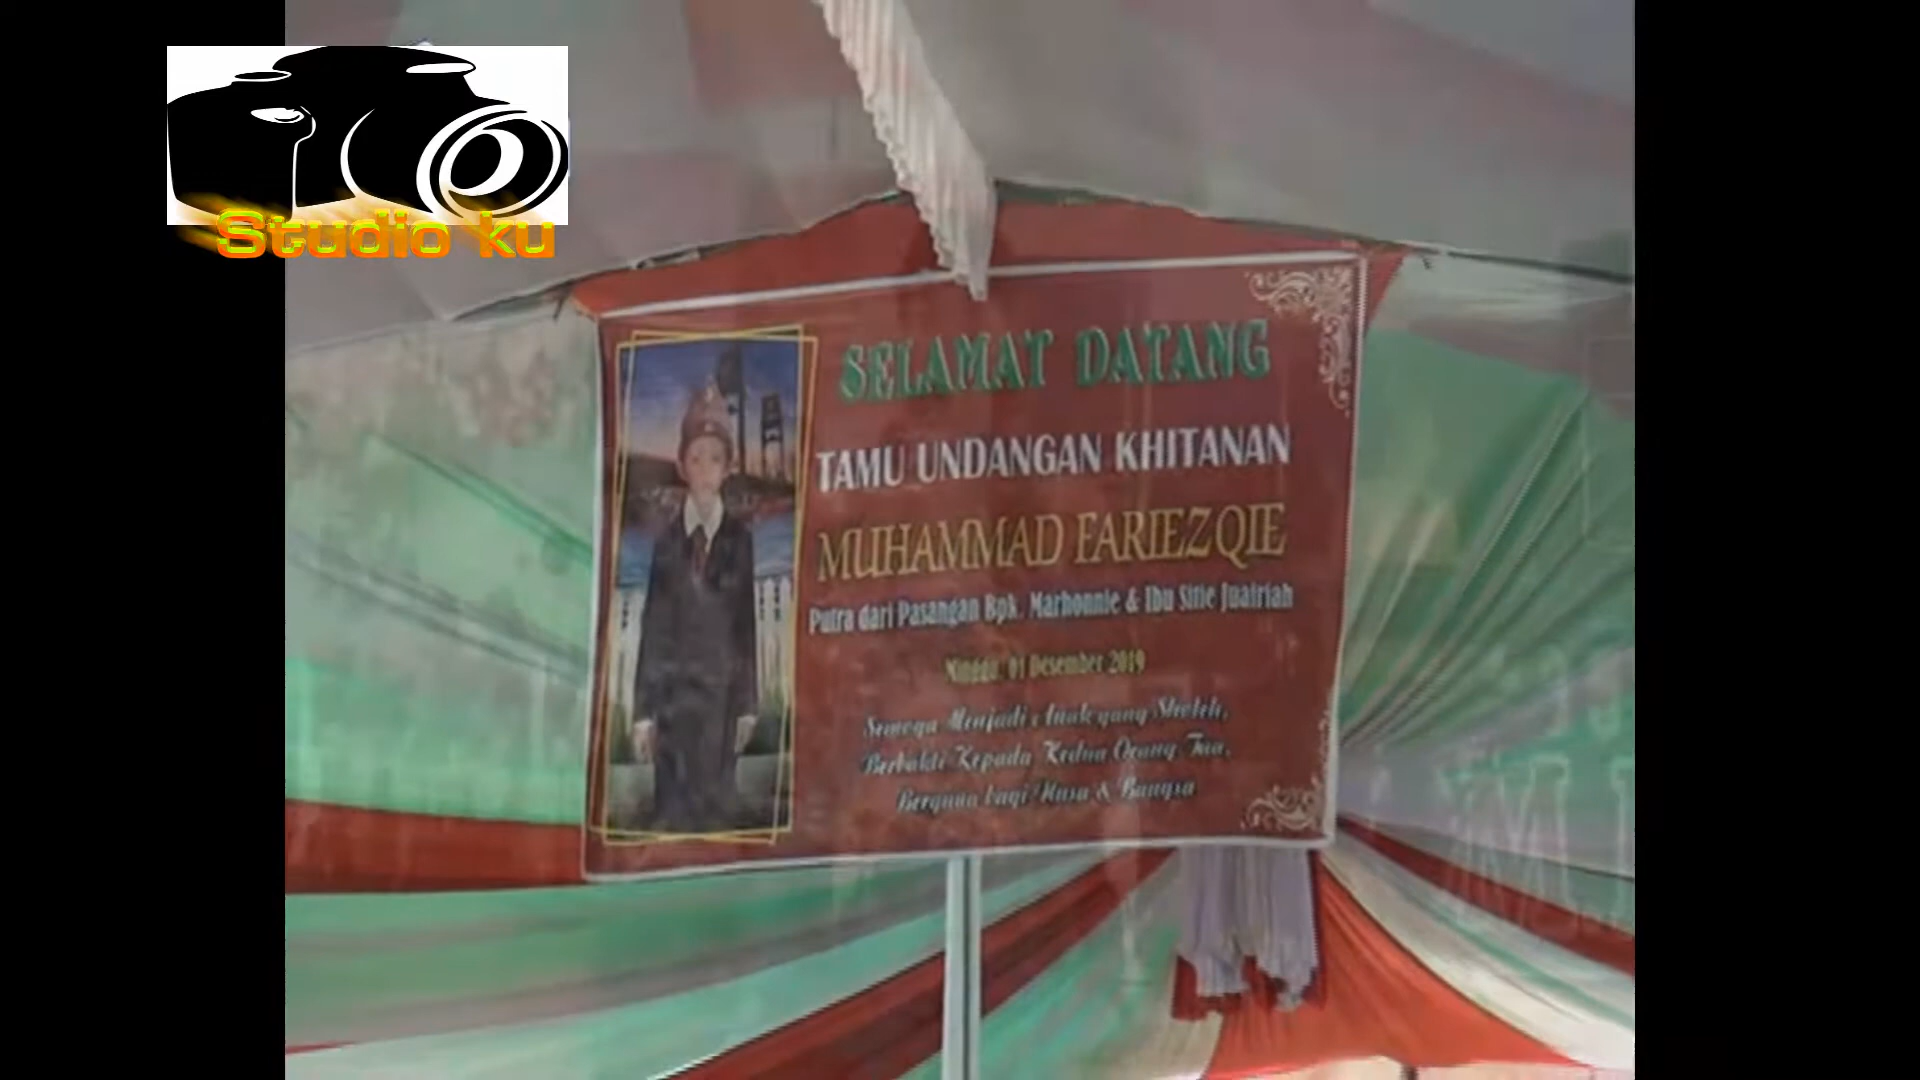 Studio ku
SELAMAT DATANG
TAMU UNDANGAN KHITANAN
MUHAMMAD FARIEZQIE
Putra dari Pasangan Bpk. Marhonnie & Ibu Sitie Juairiah
Minggu, 01 Desember 2019
Semoga Menjadi Anak yang Sholeh,
Berbakti Kepada Kedua Orang Tua,
Berguna bagi Nusa & Bangsa